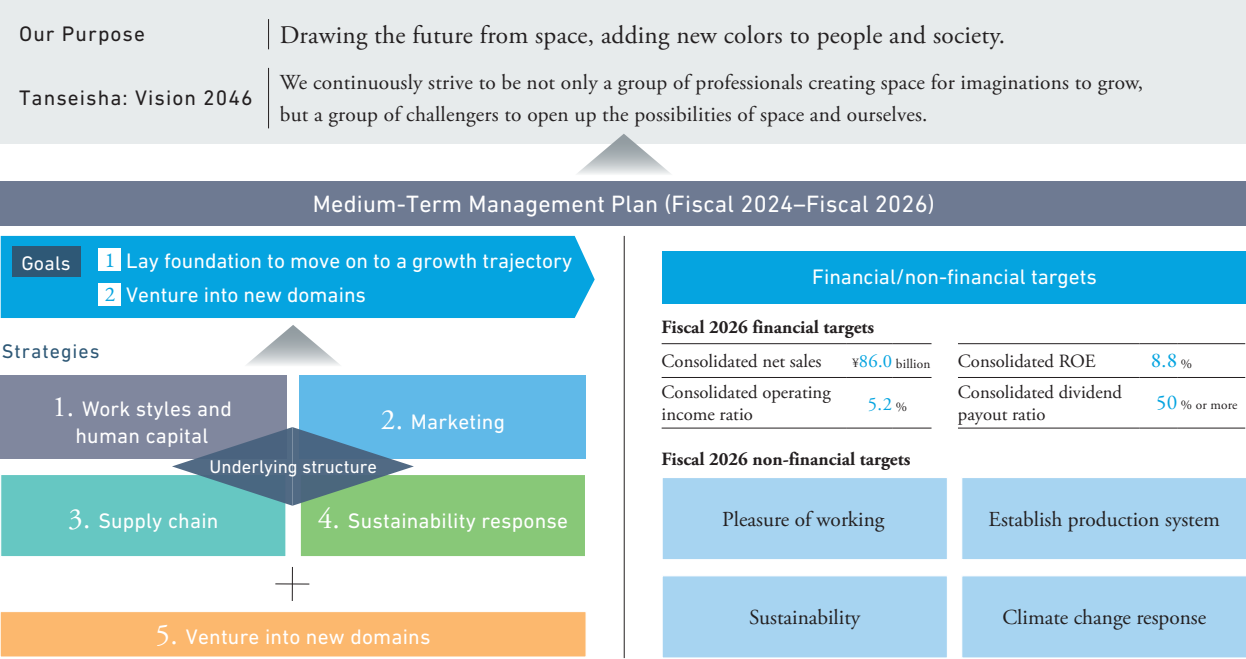 Our Purpose
Drawing the future from space, adding new colors to people and society.
Tanseisha: Vision 2046
We continuously strive to be not only a group of professionals creating space for imaginations to grow,
but a group of challengers to open up the possibilities of space and ourselves.
Medium-Term Management Plan (Fiscal 2024–Fiscal 2026)
Goals
1 Lay foundation to move on to a growth trajectory
2 Venture into new domains
Strategies
1. Work styles and
human capital
2. Marketing
Underlying structure
3. Supply chain
4. Sustainability response
5. Venture into new domains
Financial/non-financial targets
Fiscal 2026 financial targets
Consolidated net sales ¥86.0 billion
Consolidated operating
income ratio
5.2 %
Consolidated ROE 8.8 %
Consolidated dividend
payout ratio
50 % or more
Fiscal 2026 non-financial targets
Pleasure of working
Establish production system
Sustainability
Climate change response